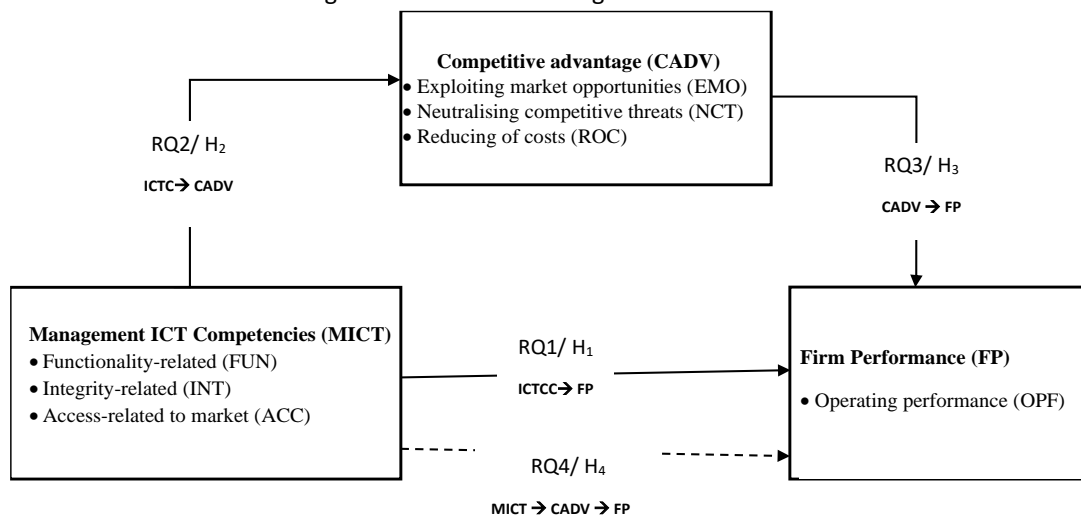 Competitive advantage (CADV)
• Exploiting market opportunities (EMO)
• Neutralising competitive threats (NCT)
• Reducing of costs (ROC)
RQ2/ H2
ICTC→ CADV
RQ3/ H3
CADV → FP
Management ICT Competencies (MICT)
• Functionality-related (FUN)
• Integrity-related (INT)
• Access-related to market (ACC)
RQ1/ H1
ICTCC→ FP
Firm Performance (FP)
• Operating performance (OPF)
RQ4/ H4
MICT → CADV → FP